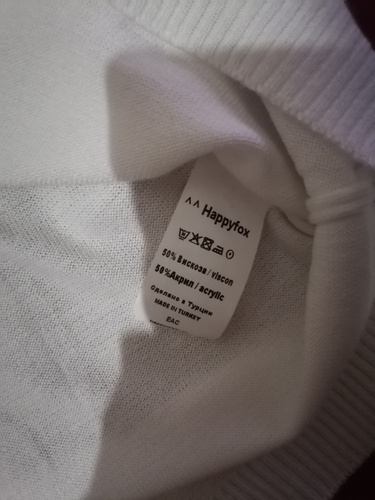 ^^ Happyfox
50% Вискоза / viscon
50% Акрил / acrylic
Сделано в Турции
MADE IN TURKEY
EAC